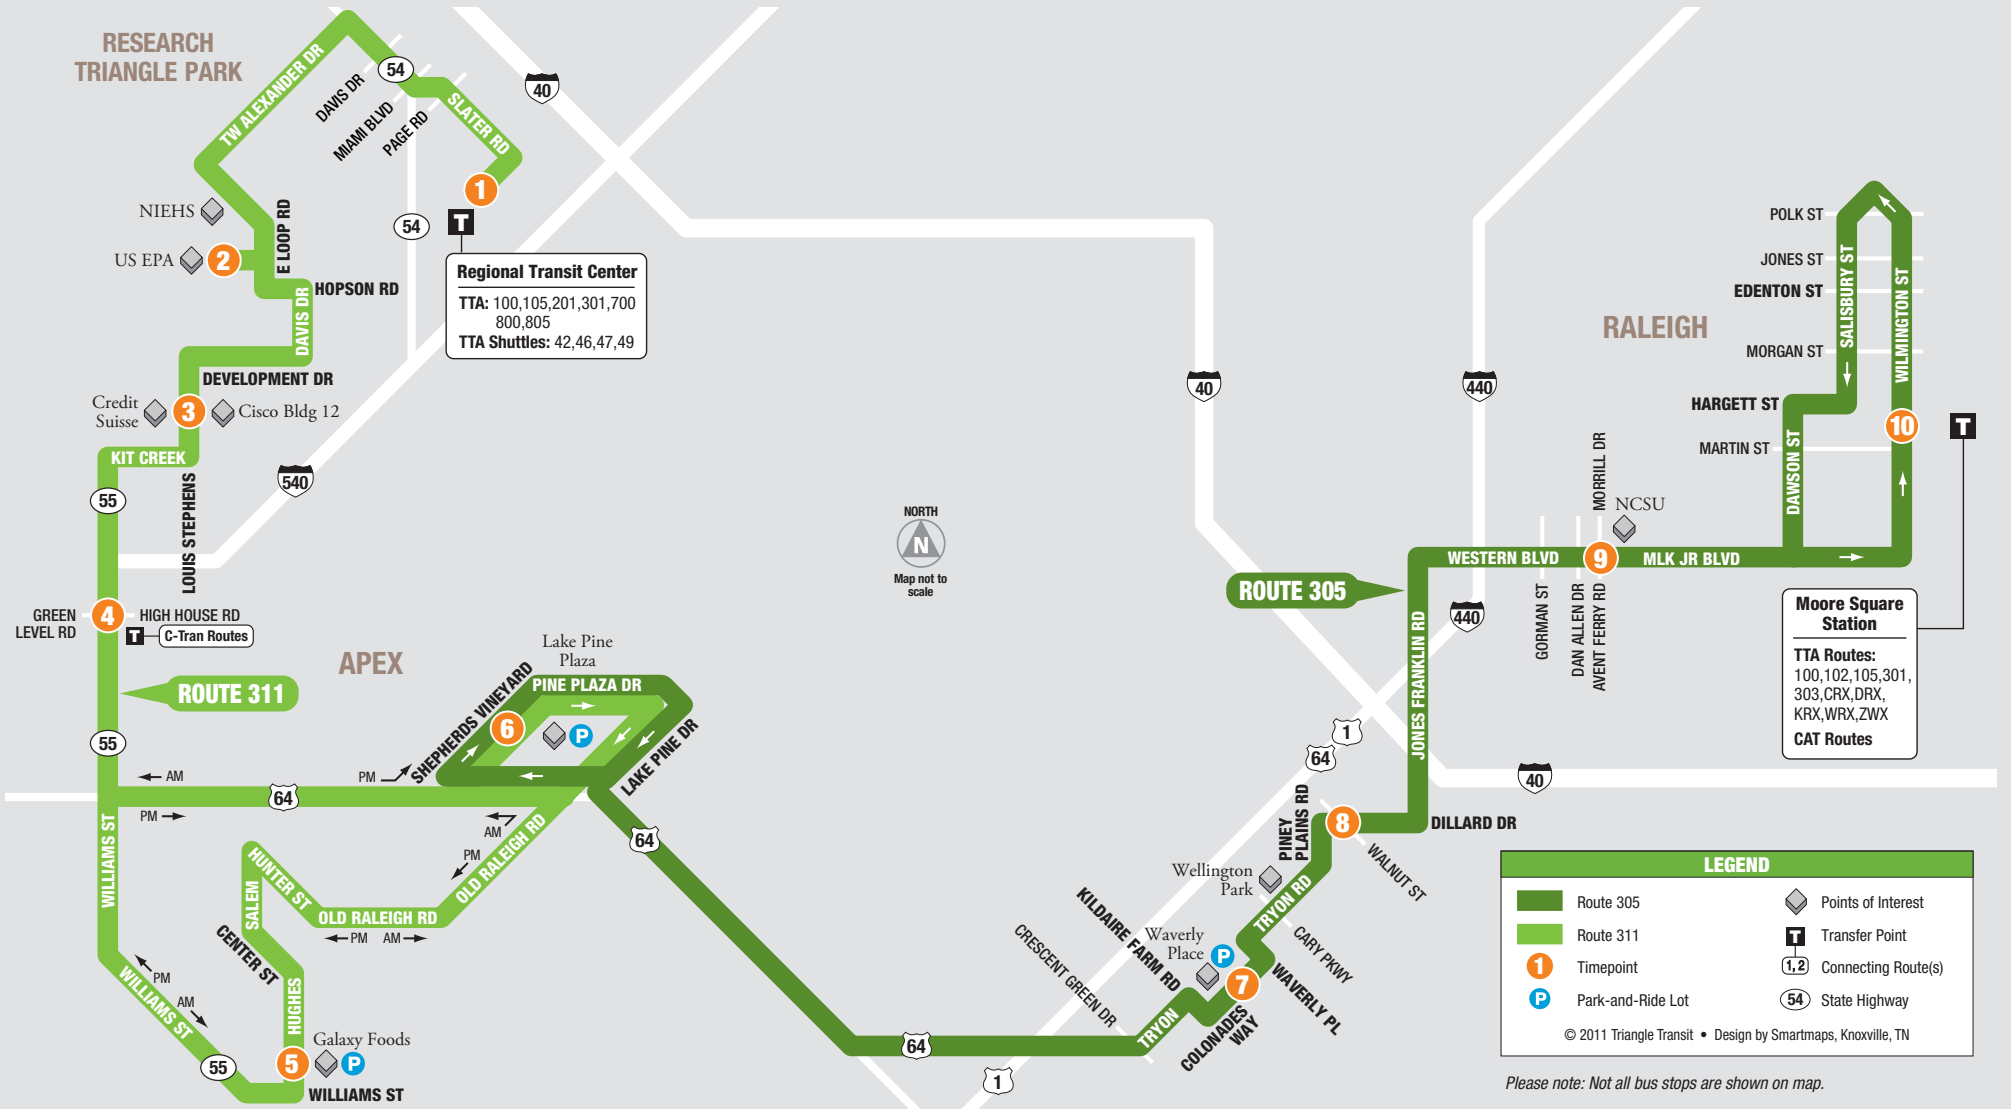 RESEARCH
TRIANGLE PARK
TW ALEXANDER DR
54
DAVIS DR
MIAMI BLVD
PAGE RD
SLATER RD
40
1
T
54
NIEHS
US EPA
2
E LOOP RD
HOPSON RD
DAVIS DR
Regional Transit Center
TTA: 100,105,201,301,700
800,805
TTA Shuttles: 42,46,47,49
DEVELOPMENT DR
Credit
Suisse
3
Cisco Bldg 12
KIT CREEK
55
LOUIS STEPHENS
540
GREEN
LEVEL RD
4
HIGH HOUSE RD
T
C-Tran Routes
APEX
ROUTE 311
55
AM
PM
64
PM
WILLIAMS ST
Lake Pine
Plaza
SHEPHERDS VINEYARD
PINE PLAZA DR
6
P
LAKE PINE DR
AM
PM
OLD RALEIGH RD
HUNTER ST
SALEM
OLD RALEIGH RD
PM
AM
CENTER ST
HUGHES
PM
AM
WILLIAMS ST
55
5
Galaxy Foods
P
WILLIAMS ST
NORTH
N
Map not to
scale
64
64
1
CRESCENT GREEN DR
TRYON
KILDAIRE FARM RD
Waverly
Place
P
7
COLONADES
WAY
WAVERLY PL
CARY PKWY
TRYON RD
Wellington
Park
PINEY
PLAINS RD
8
WALNUT ST
DILLARD DR
64
1
40
40
440
440
ROUTE 305
JONES FRANKLIN RD
WESTERN BLVD
9
MLK JR BLVD
GORMAN ST
DAN ALLEN DR
AVENT FERRY RD
MORRILL DR
NCSU
RALEIGH
POLK ST
JONES ST
EDENTON ST
MORGAN ST
HARGETT ST
MARTIN ST
SALISBURY ST
WILMINGTON ST
DAWSON ST
10
T
Moore Square
Station
TTA Routes:
100,102,105,301,
303,CRX,DRX,
KRX,WRX,ZWX
CAT Routes
LEGEND
Route 305
Route 311
1 Timepoint
P Park-and-Ride Lot
Points of Interest
T Transfer Point
1,2 Connecting Route(s)
54 State Highway
© 2011 Triangle Transit • Design by Smartmaps, Knoxville, TN
Please note: Not all bus stops are shown on map.